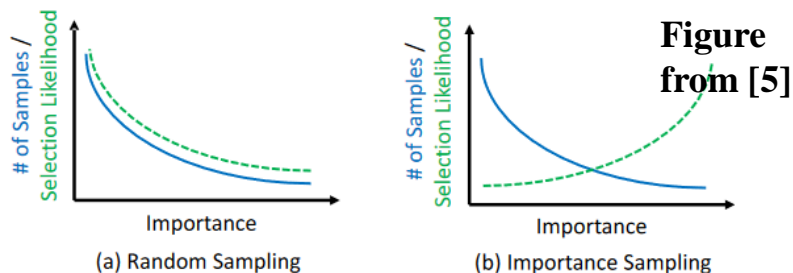 # of Samples /
Selection Likelihood
Importance
(a) Random Sampling
# of Samples /
Selection Likelihood
Importance
(b) Importance Sampling
Figure
from [5]